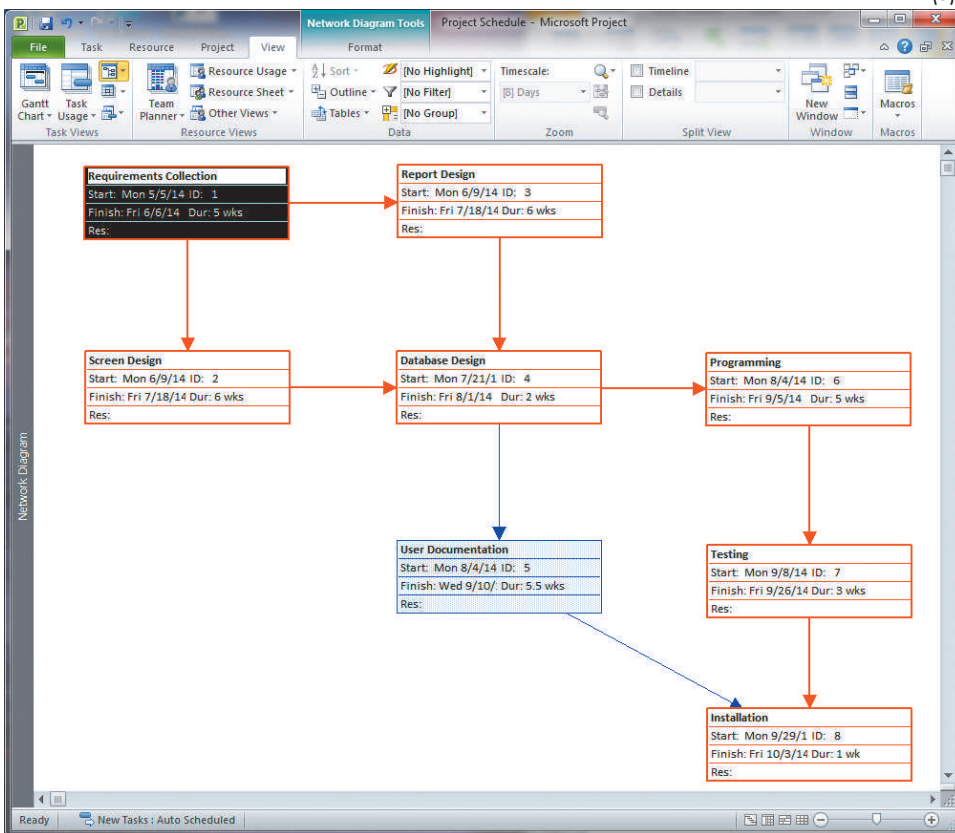 Network Diagram Tools Project Schedule - Microsoft Project
File Task Resource Project View Format
Gantt Chart
Task Usage
Task Views
Team Planner
Resource Usage
Resource Sheet
Other Views
Resource Views
Sort
Outline
Tables
[No Highlight]
[No Filter]
[No Group]
Data
Timescale:
[8] Days
Zoom
Timeline
Details
Split View
New Window
Window
Macros
Macros
Network Diagram
Requirements Collection
Start: Mon 5/5/14 ID: 1
Finish: Fri 6/6/14 Dur: 5 wks
Res:
Report Design
Start: Mon 6/9/14 ID: 3
Finish: Fri 7/18/14 Dur: 6 wks
Res:
Screen Design
Start: Mon 6/9/14 ID: 2
Finish: Fri 7/18/14 Dur: 6 wks
Res:
Database Design
Start: Mon 7/21/1 ID: 4
Finish: Fri 8/1/14 Dur: 2 wks
Res:
Programming
Start: Mon 8/4/14 ID: 6
Finish: Fri 9/5/14 Dur: 5 wks
Res:
User Documentation
Start: Mon 8/4/14 ID: 5
Finish: Wed 9/10/ Dur: 5.5 wks
Res:
Testing
Start: Mon 9/8/14 ID: 7
Finish: Fri 9/26/14 Dur: 3 wks
Res:
Installation
Start: Mon 9/29/1 ID: 8
Finish: Fri 10/3/14 Dur: 1 wk
Res:
Ready New Tasks : Auto Scheduled